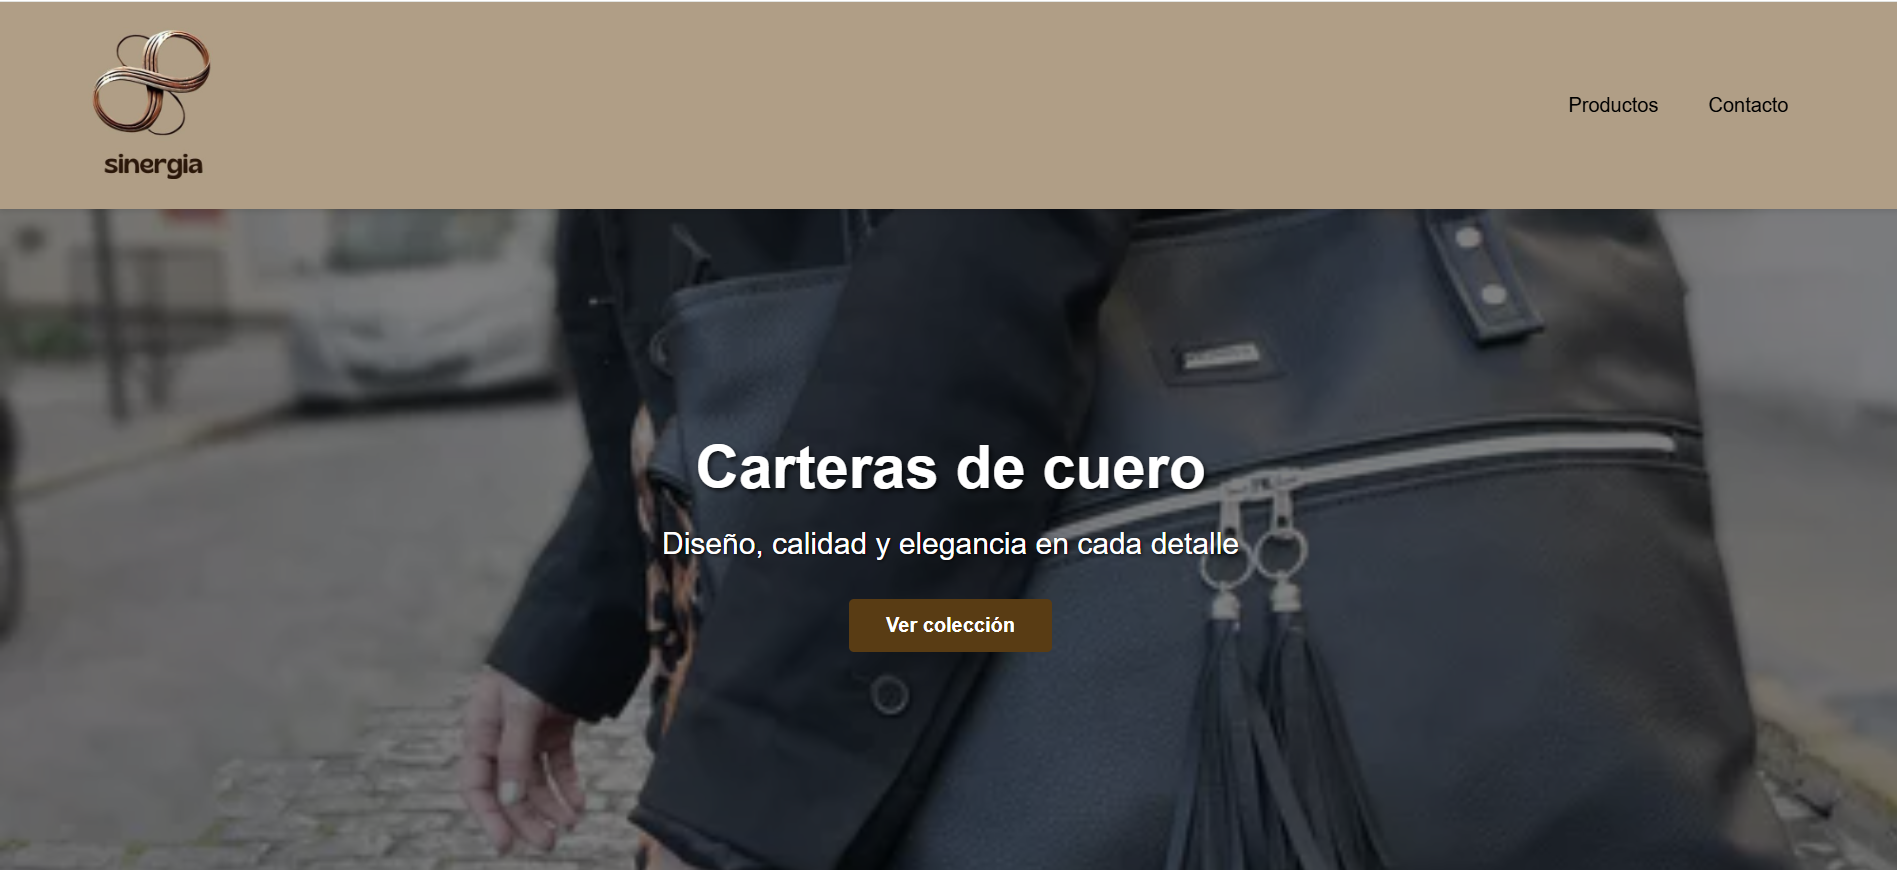 sinergia
Productos
Contacto
Carteras de cuero
Diseño, calidad y elegancia en cada detalle
Ver colección